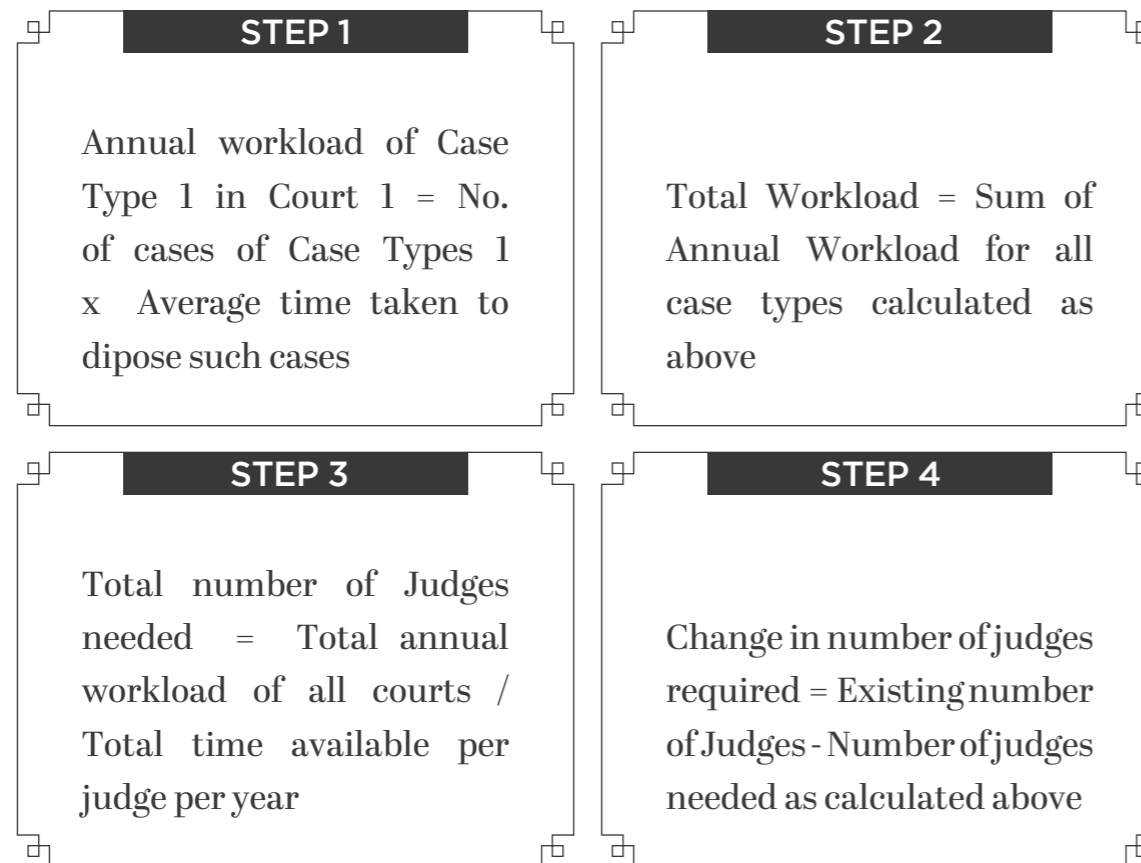 STEP 1
Annual workload of Case
Type 1 in Court 1 = No.
of cases of Case Types 1
x Average time taken to
dipose such cases
STEP 2
Total Workload = Sum of
Annual Workload for all
case types calculated as
above
STEP 3
Total number of Judges
needed = Total annual
workload of all courts /
Total time available per
judge per year
STEP 4
Change in number of judges
required = Existing number
of Judges - Number of judges
needed as calculated above